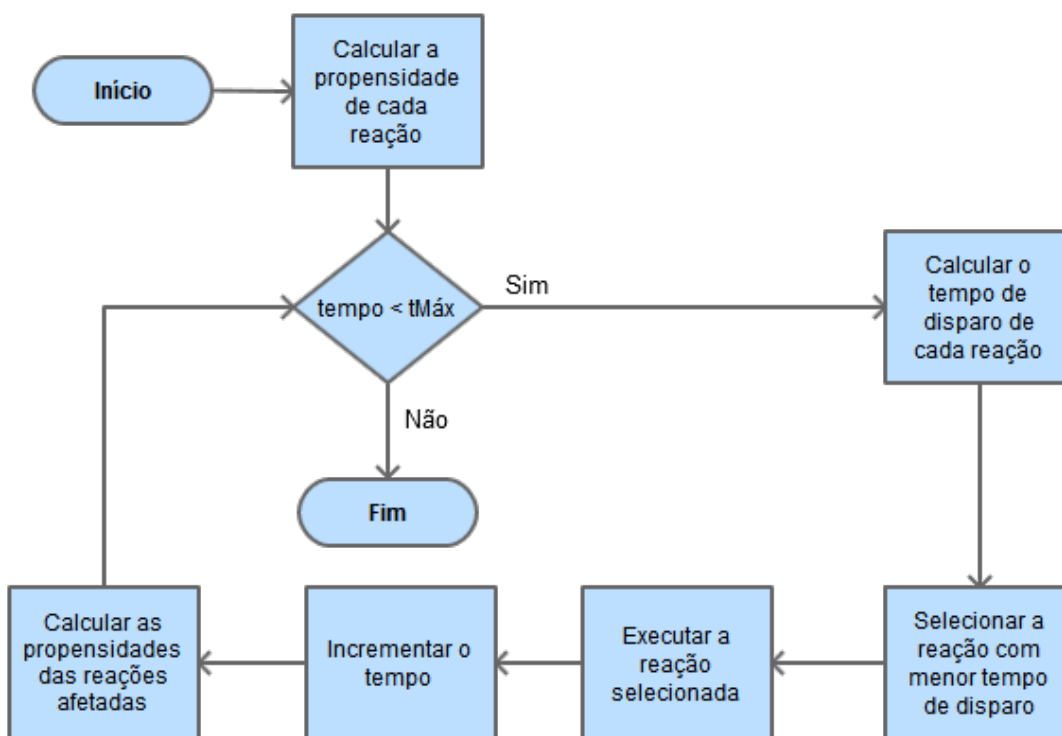 Início
Calcular a
propensidade
de cada
reação
tempo < tMáx
Sim
Calcular o
tempo de
disparo de
cada reação
Não
Fim
Selecionar a
reação com
menor tempo
de disparo
Executar a
reação
selecionada
Incrementar o
tempo
Calcular as
propensidades
das reações
afetadas